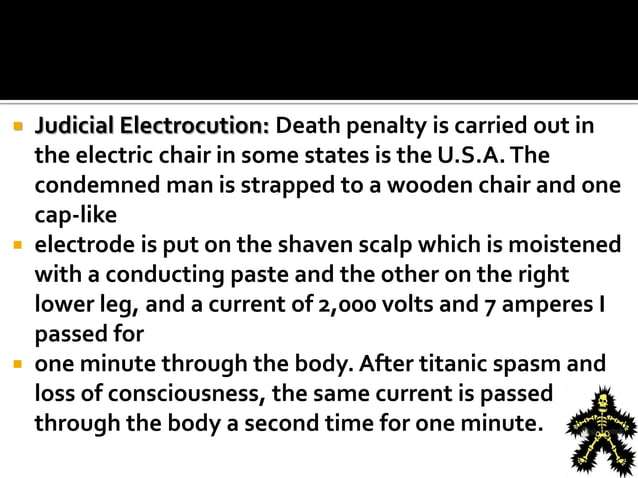 Judicial Electrocution: Death penalty is carried out in
the electric chair in some states is the U.S.A. The
condemned man is strapped to a wooden chair and one
cap-like
electrode is put on the shaven scalp which is moistened
with a conducting paste and the other on the right
lower leg, and a current of 2,000 volts and 7 amperes I
passed for
one minute through the body. After titanic spasm and
loss of consciousness, the same current is passed
through the body a second time for one minute.